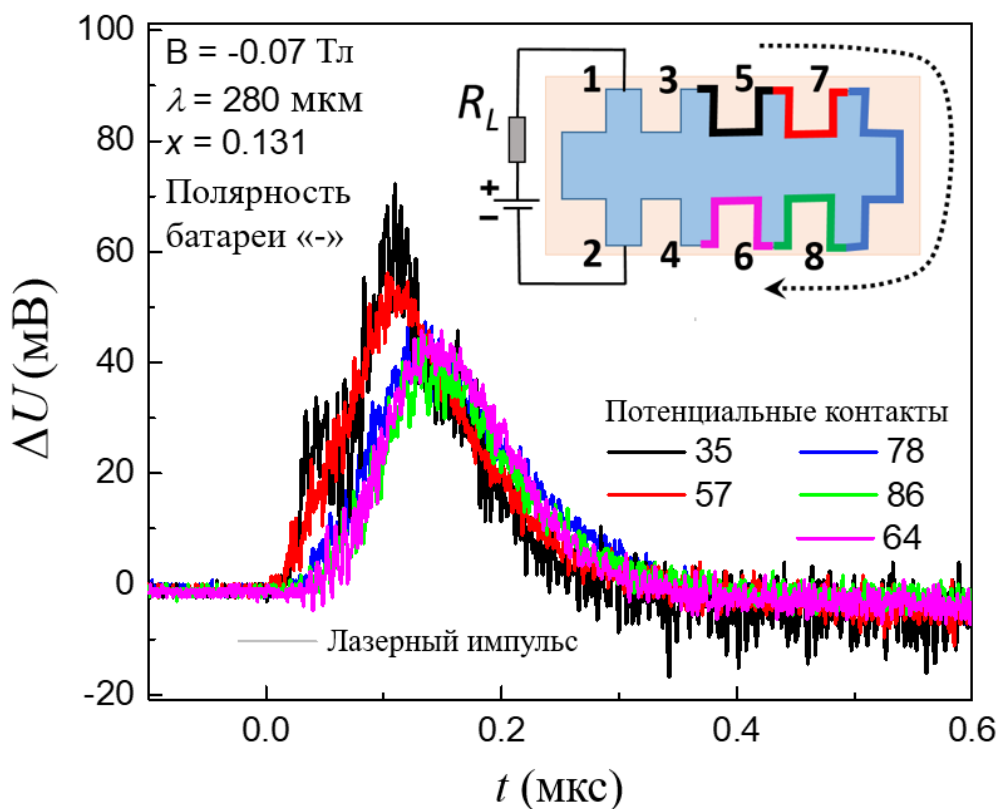 B = -0.07 Тл
λ = 280 мкм
x = 0.131
Полярность
батареи «-»
R_L
+
−
1 3 5 7
2 4 6 8
Потенциальные контакты
35 78
57 86
64
Лазерный импульс
ΔU (мВ)
100
80
60
40
20
0
-20
0.0 0.2 0.4 0.6
t (мкс)